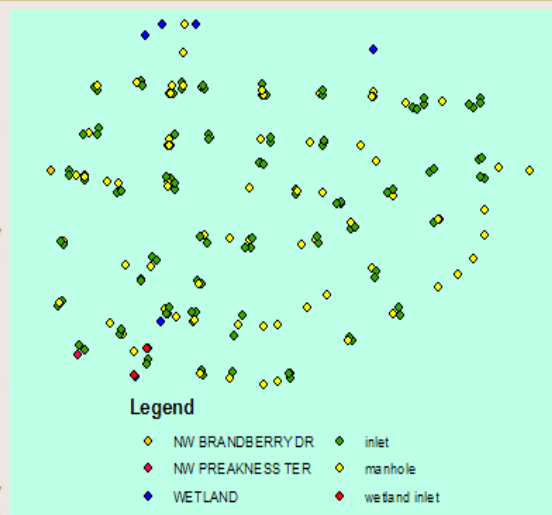 Legend
NW BRANDBERRY DR
inlet
NW PREAKNESS TER
manhole
WETLAND
wetland inlet